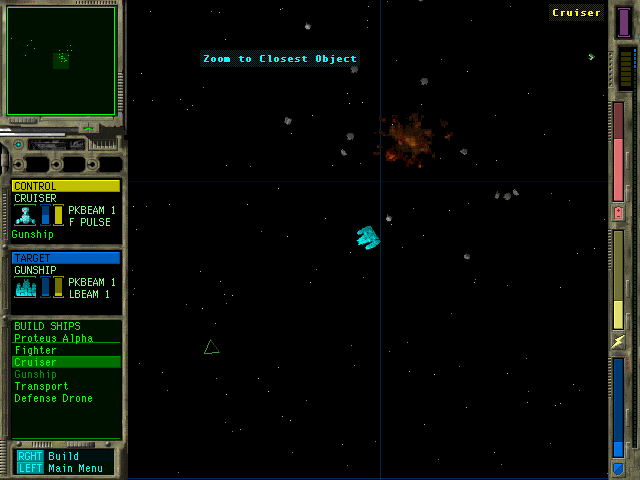 Cruiser
Zoom to Closest Object
CONTROL
CRUISER
PKBEAM 1
F PULSE
Gunship
TARGET
GUNSHIP
PKBEAM 1
LBEAM 1
BUILD SHIPS
Proteus Alpha
Fighter
Cruiser
Gunship
Transport
Defense Drone
RGHT Build
LEFT Main Menu